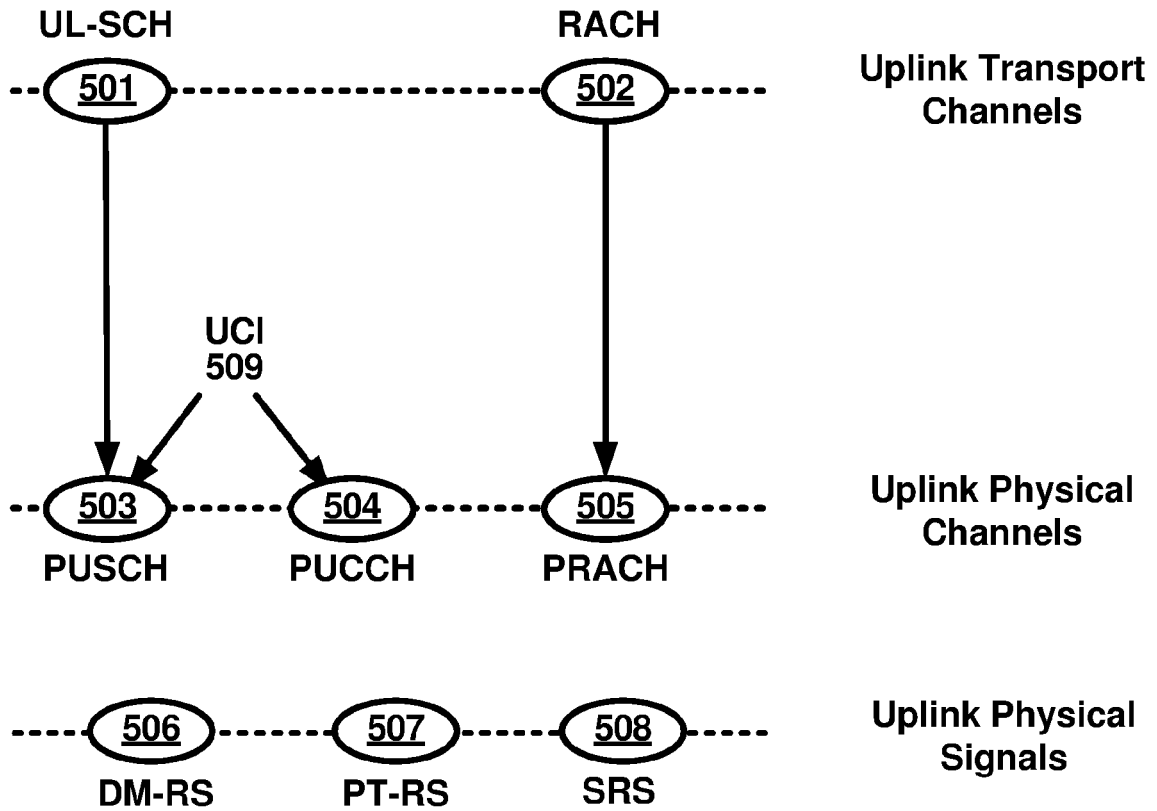 UL-SCH RACH
501 502 Uplink Transport
Channels
UCI
509
503 504 505 Uplink Physical
Channels
PUSCH PUCCH PRACH
506 507 508 Uplink Physical
Signals
DM-RS PT-RS SRS